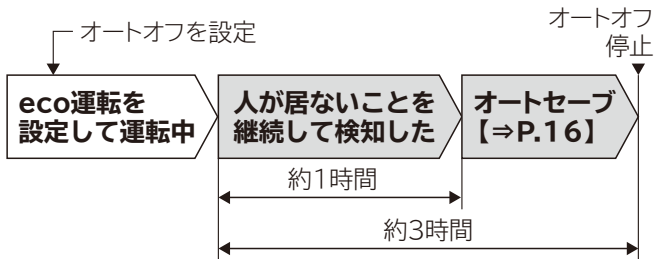 オートオフを設定
オートオフ
停止
eco運転を
設定して運転中
人が居ないことを
継続して検知した
オートセーブ
【⇒P.16】
約1時間
約3時間